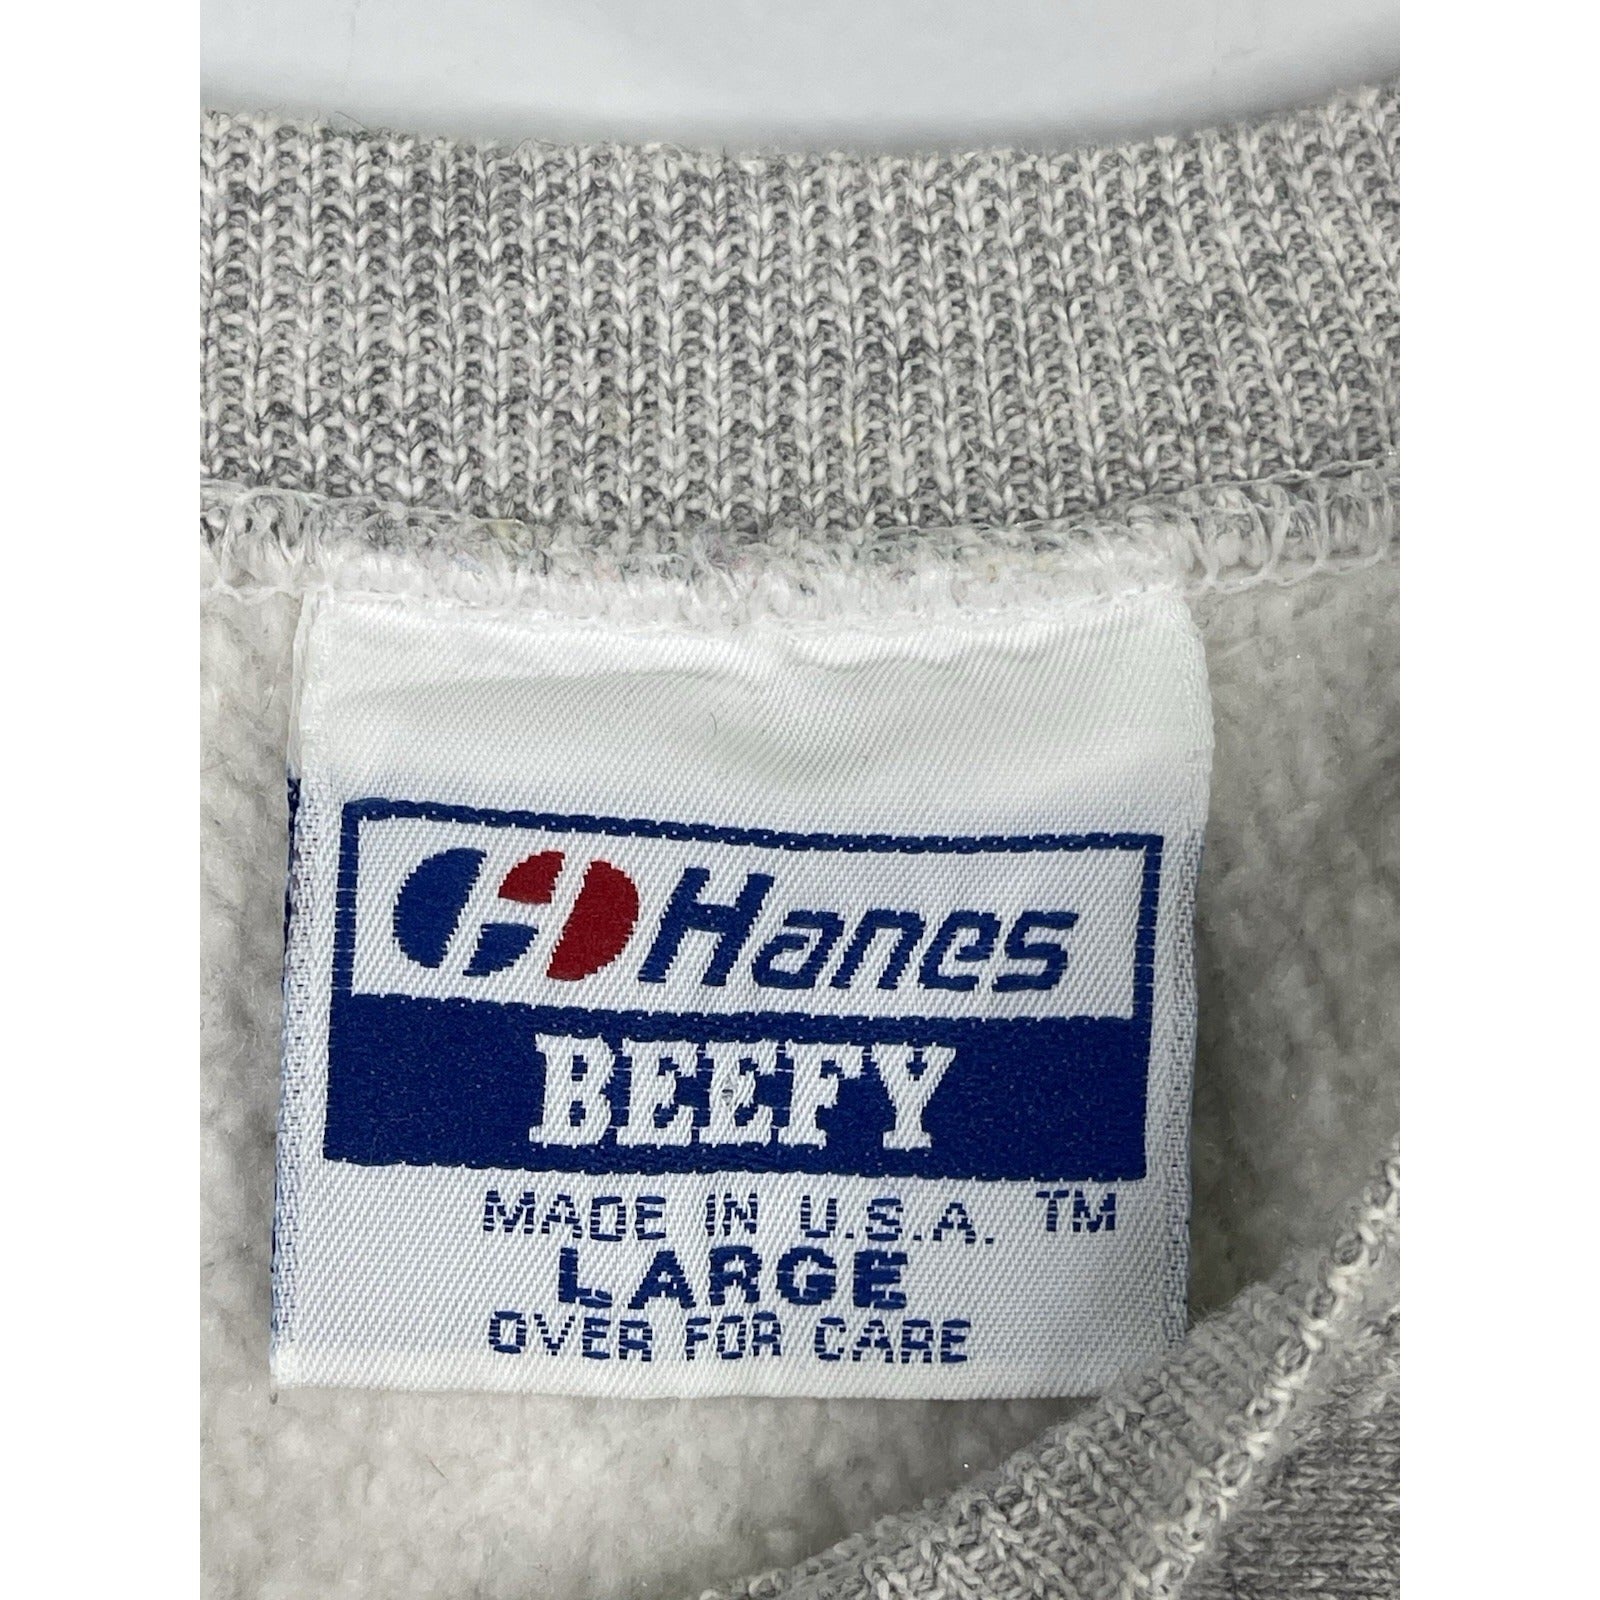 Hanes
BEEFY
MADE IN U.S.A. TM
LARGE
OVER FOR CARE